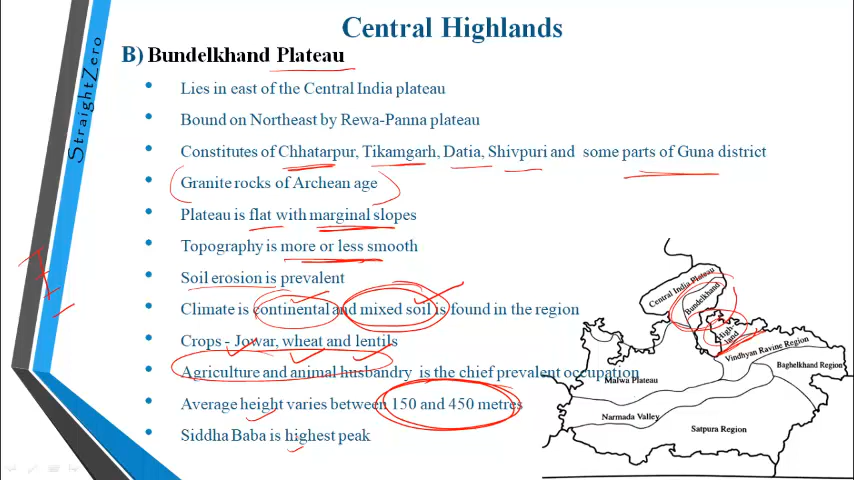 Central Highlands
B) Bundelkhand Plateau
StraightZero
• Lies in east of the Central India plateau
• Bound on Northeast by Rewa-Panna plateau
• Constitutes of Chhatarpur, Tikamgarh, Datia, Shivpuri and some parts of Guna district
• Granite rocks of Archean age
• Plateau is flat with marginal slopes
• Topography is more or less smooth
• Soil erosion is prevalent
• Climate is continental and mixed soil is found in the region
• Crops - Jowar, wheat and lentils
• Agriculture and animal husbandry is the chief prevalent occupation
• Average height varies between 150 and 450 metres
• Siddha Baba is highest peak
Central India Plateau
Bundelkhand
High-
land
Vindhyan Ravine Region
Baghelkhand Region
Malwa Plateau
Narmada Valley
Satpura Region